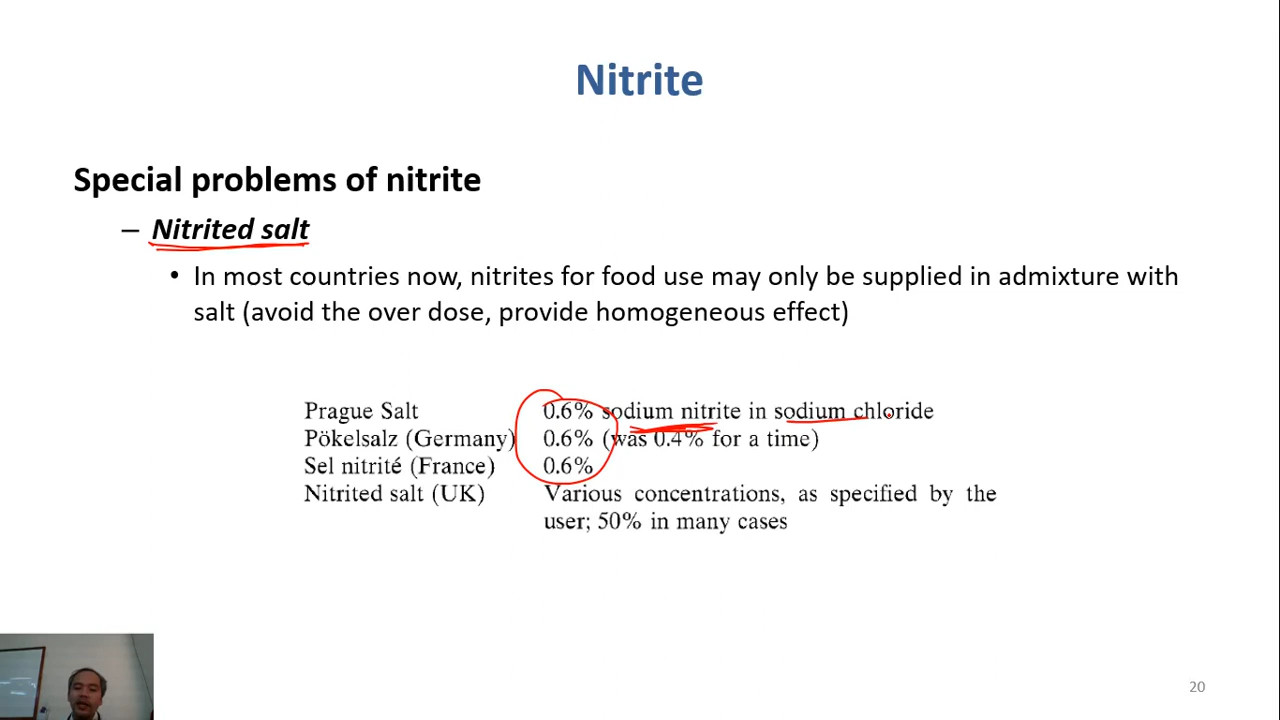 Nitrite
Special problems of nitrite
– Nitrited salt
• In most countries now, nitrites for food use may only be supplied in admixture with
salt (avoid the over dose, provide homogeneous effect)
Prague Salt 0.6% sodium nitrite in sodium chloride
Pökelsalz (Germany) 0.6% (was 0.4% for a time)
Sel nitrité (France) 0.6%
Nitrited salt (UK) Various concentrations, as specified by the
user; 50% in many cases
20